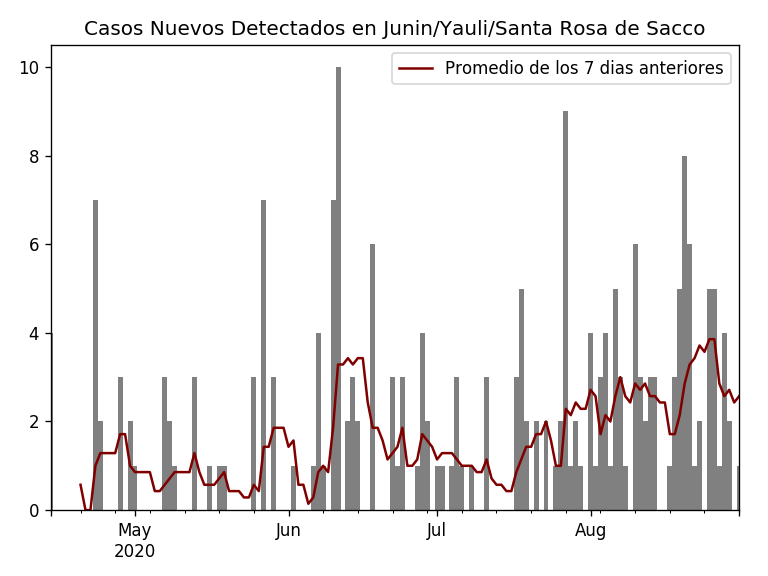 Casos Nuevos Detectados en Junin/Yauli/Santa Rosa de Sacco
Promedio de los 7 dias anteriores
10
8
6
4
2
0
May Jun Jul Aug
2020